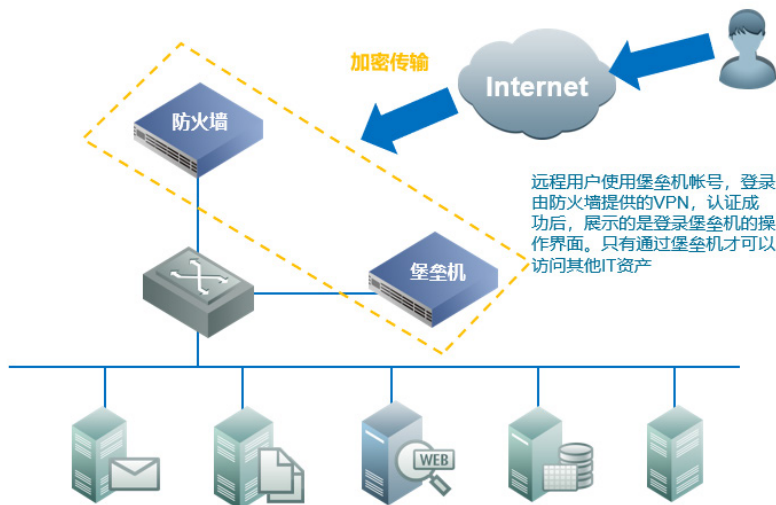 加密传输
Internet
防火墙
远程用户使用堡垒机帐号，登录
由防火墙提供的VPN，认证成
功后，展示的是登录堡垒机的操
作界面。只有通过堡垒机才可以
访问其他IT资产
堡垒机
WEB